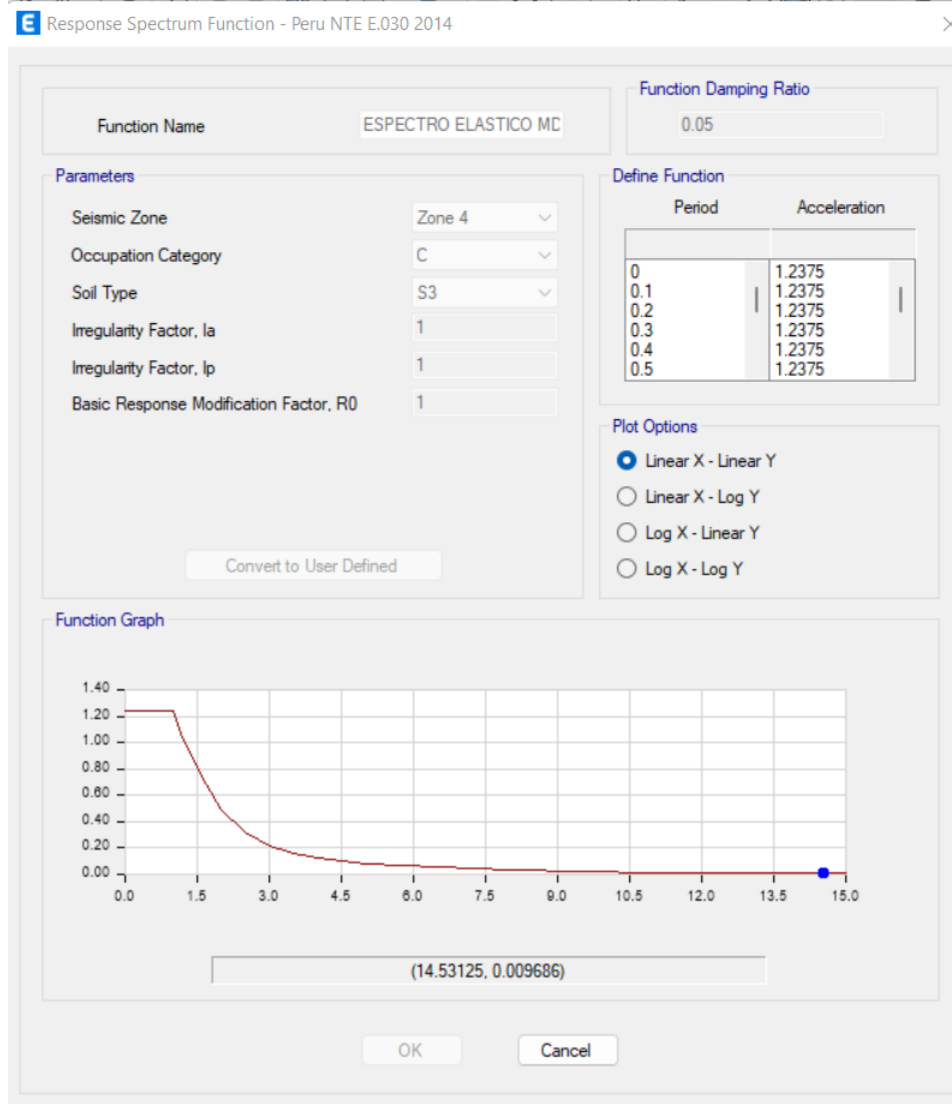 E Response Spectrum Function - Peru NTE E.030 2014
Function Name
ESPECTRO ELASTICO MD
Function Damping Ratio
0.05
Parameters
Seismic Zone
Zone 4
Occupation Category
C
Soil Type
S3
Irregularity Factor, Ia
1
Irregularity Factor, Ip
1
Basic Response Modification Factor, R0
1
Convert to User Defined
Define Function
Period Acceleration
0 1.2375
0.1 1.2375
0.2 1.2375
0.3 1.2375
0.4 1.2375
0.5 1.2375
Plot Options
Linear X - Linear Y
Linear X - Log Y
Log X - Linear Y
Log X - Log Y
Function Graph
1.40
1.20
1.00
0.80
0.60
0.40
0.20
0.00
0.0 1.5 3.0 4.5 6.0 7.5 9.0 10.5 12.0 13.5 15.0
(14.53125, 0.009686)
OK Cancel